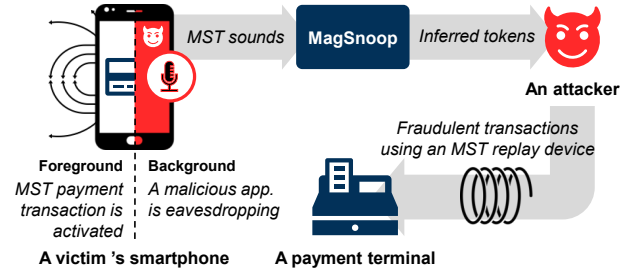 MST sounds
MagSnoop
Inferred tokens
An attacker
Fraudulent transactions
using an MST replay device
Foreground
MST payment
transaction is
activated
Background
A malicious app.
is eavesdropping
A victim 's smartphone
A payment terminal